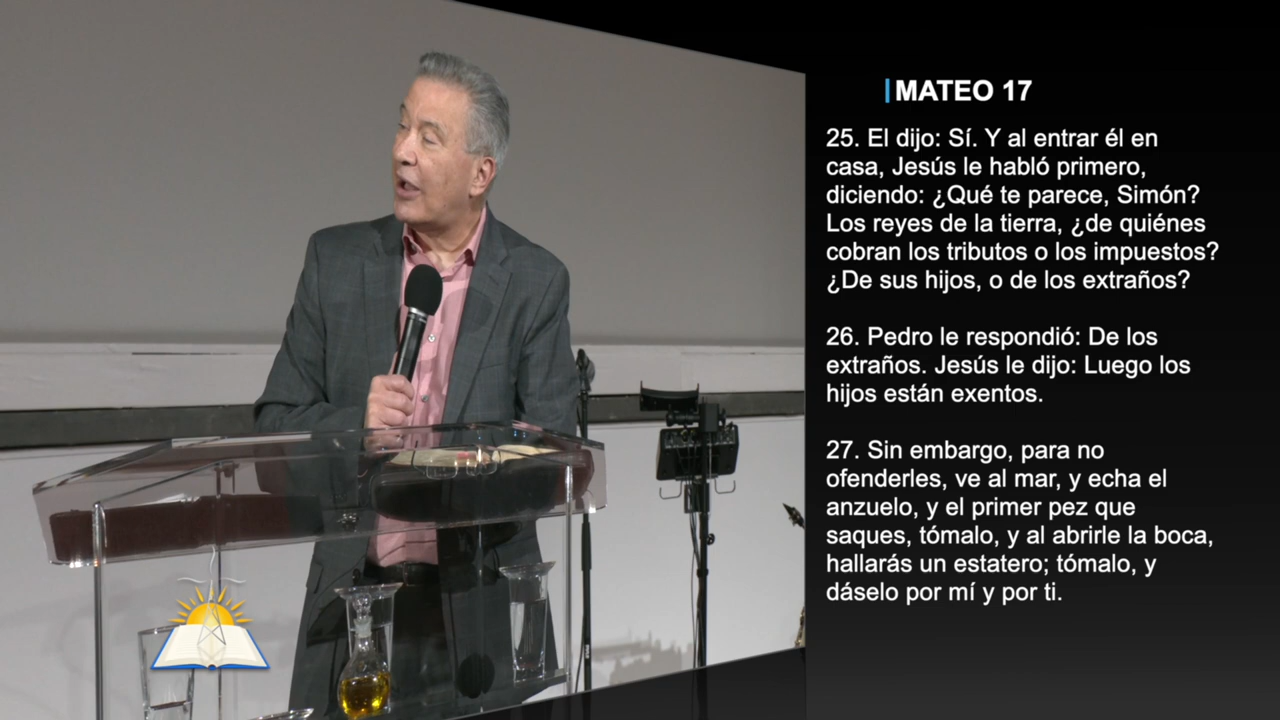 MATEO 17
25. El dijo: Sí. Y al entrar él en
casa, Jesús le habló primero,
diciendo: ¿Qué te parece, Simón?
Los reyes de la tierra, ¿de quiénes
cobran los tributos o los impuestos?
¿De sus hijos, o de los extraños?
26. Pedro le respondió: De los
extraños. Jesús le dijo: Luego los
hijos están exentos.
27. Sin embargo, para no
ofenderles, ve al mar, y echa el
anzuelo, y el primer pez que
saques, tómalo, y al abrirle la boca,
hallarás un estatero; tómalo, y
dáselo por mí y por ti.